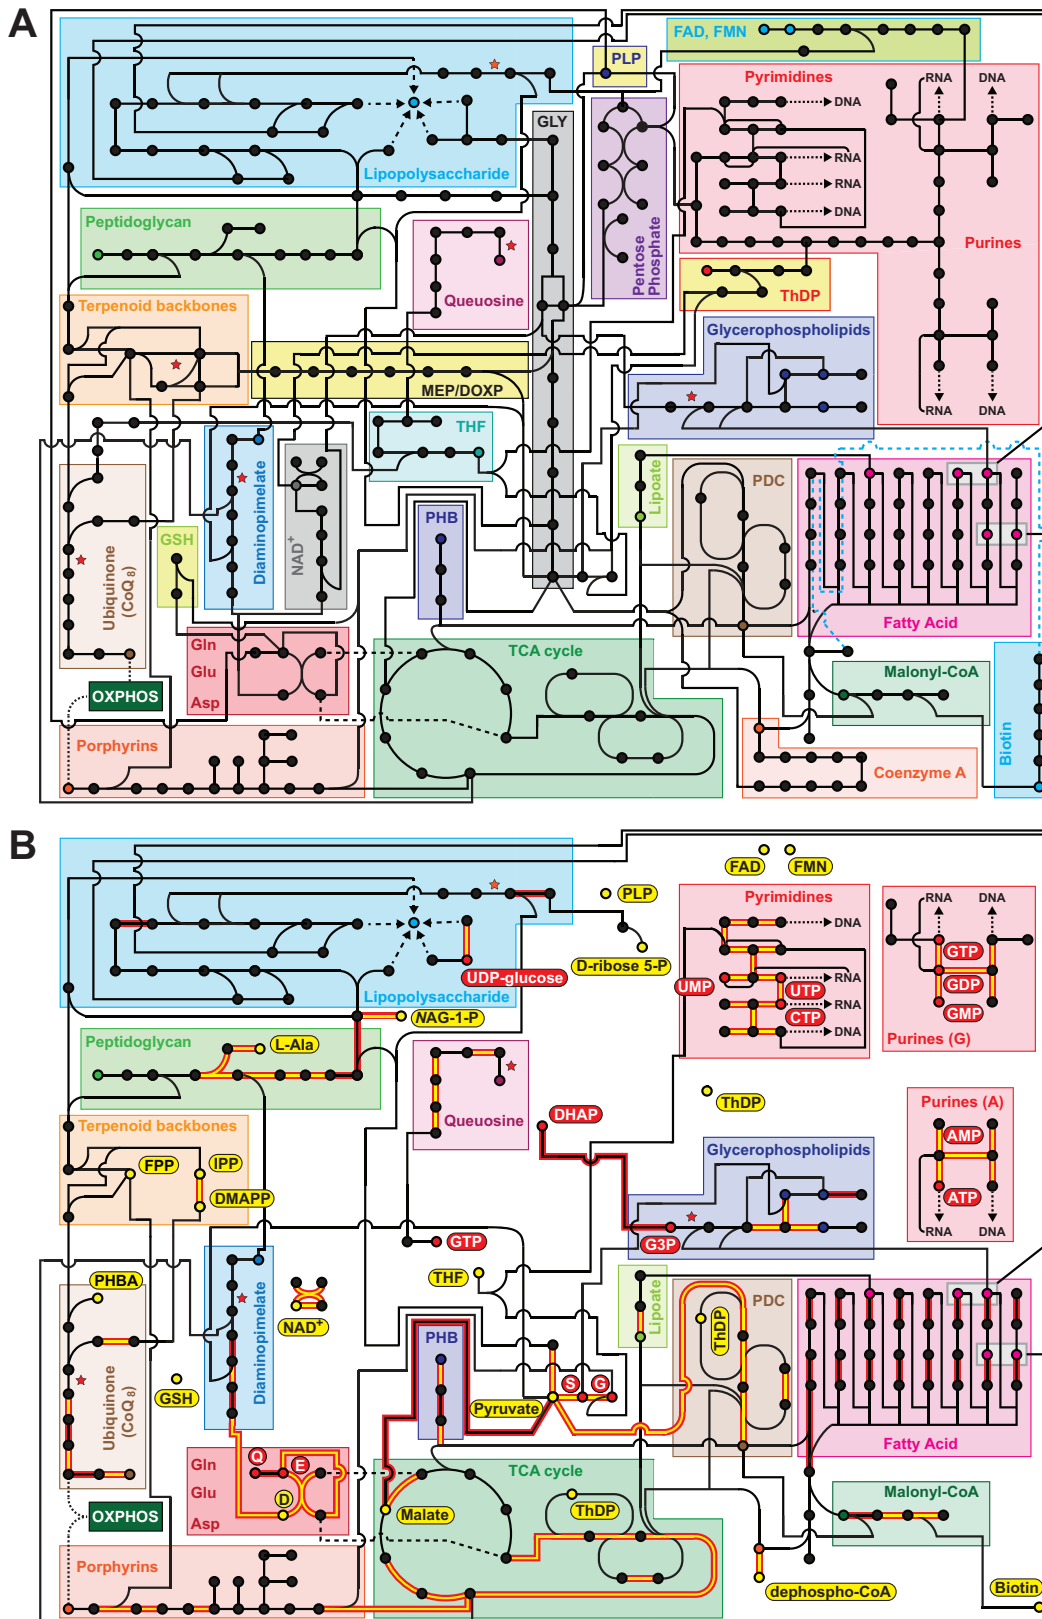 A
FAD, FMN
PLP
Pyrimidines
RNA
DNA
DNA
GLY
RNA
Lipopolysaccharide
DNA
Peptidoglycan
Pentose
Phosphate
Purines
Queuosine
ThDP
Terpenoid backbones
Glycerophospholipids
MEP/DOXP
RNA
DNA
THF
Lipoate
PDC
PHB
GSH
Diaminopimelate
NAD+
Ubiquinone
(CoQ8)
Fatty Acid
Gln
TCA cycle
Glu
Malonyl-CoA
OXPHOS
Asp
Biotin
Porphyrins
Coenzyme A
B
FAD
FMN
PLP
Pyrimidines
RNA
DNA
DNA
GTP
D-ribose 5-P
UDP-glucose
UMP
RNA
UTP
GDP
Lipopolysaccharide
RNA
CTP
GMP
NAG-1-P
DNA
Purines (G)
Peptidoglycan
L-Ala
ThDP
Purines (A)
Queuosine
DHAP
Terpenoid backbones
AMP
Glycerophospholipids
FPP
IPP
DMAPP
ATP
GTP
G3P
RNA
DNA
PHBA
THF
Lipoate
PDC
ThDP
NAD+
PHB
GSH
Diaminopimelate
S
G
Pyruvate
Ubiquinone
(CoQ8)
Fatty Acid
Gln
Q
E
TCA cycle
Glu
Malonyl-CoA
D
Malate
ThDP
OXPHOS
Asp
Porphyrins
dephospho-CoA
Biotin